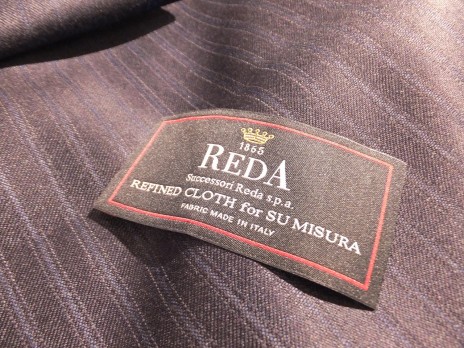 1865
REDA
Successori Reda s.p.a.
REFINED CLOTH for SU MISURA
FABRIC MADE IN ITALY